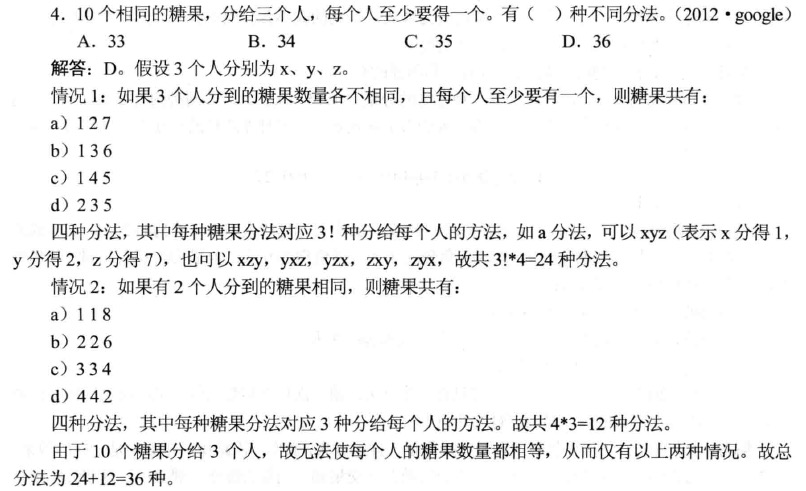 4．10 个相同的糖果，分给三个人，每个人至少要得一个。有（　）种不同分法。（2012·google）
A．33　B．34　C．35　D．36
解答：D。假设 3 个人分别为 x、y、z。
情况 1：如果 3 个人分到的糖果数量各不相同，且每个人至少要有一个，则糖果共有：
a）1 2 7
b）1 3 6
c）1 4 5
d）2 3 5
四种分法，其中每种糖果分法对应 3！种分给每个人的方法，如 a 分法，可以 xyz（表示 x 分得 1，
y 分得 2，z 分得 7），也可以 xzy，yxz，yzx，zxy，zyx，故共 3!*4=24 种分法。
情况 2：如果有 2 个人分到的糖果相同，则糖果共有：
a）1 1 8
b）2 2 6
c）3 3 4
d）4 4 2
四种分法，其中每种糖果分法对应 3 种分给每个人的方法。故共 4*3=12 种分法。
由于 10 个糖果分给 3 个人，故无法使每个人的糖果数量都相等，从而仅有以上两种情况。故总
分法为 24+12=36 种。